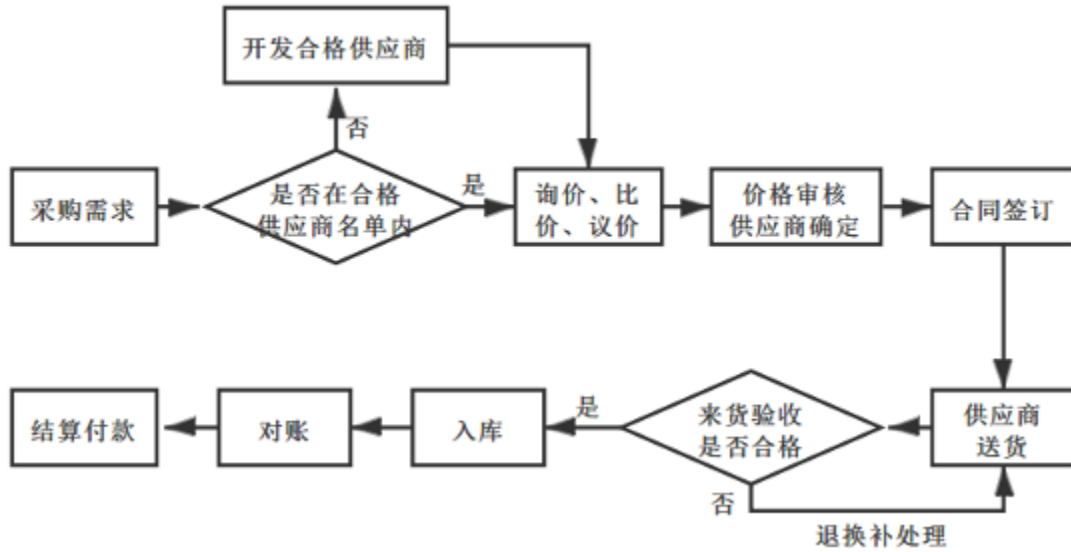 开发合格供应商
否
采购需求
是否在合格
供应商名单内
是
询价、比
价、议价
价格审核
供应商确定
合同签订
结算付款
对账
入库
是
来货验收
是否合格
供应商
送货
否
退换补处理